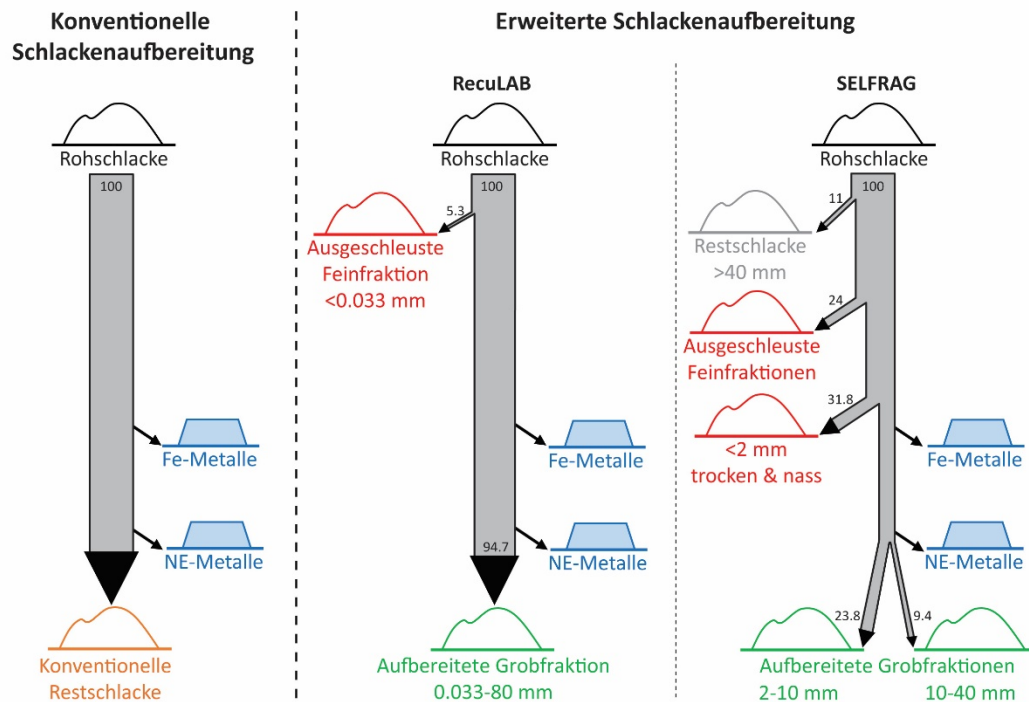 Konventionelle
Schlackenaufbereitung
Rohschlacke
100
Fe-Metalle
NE-Metalle
Konventionelle
Restschlacke
Erweiterte Schlackenaufbereitung
RecuLAB
Rohschlacke
100
5.3
Ausgeschleuste
Feinfraktion
<0.033 mm
Fe-Metalle
NE-Metalle
94.7
Aufbereitete Grobfraktion
0.033-80 mm
SELFRAG
Rohschlacke
100
11
Restschlacke
>40 mm
24
Ausgeschleuste
Feinfraktionen
31.8
<2 mm
trocken & nass
Fe-Metalle
NE-Metalle
23.8
9.4
Aufbereitete Grobfraktionen
2-10 mm 10-40 mm